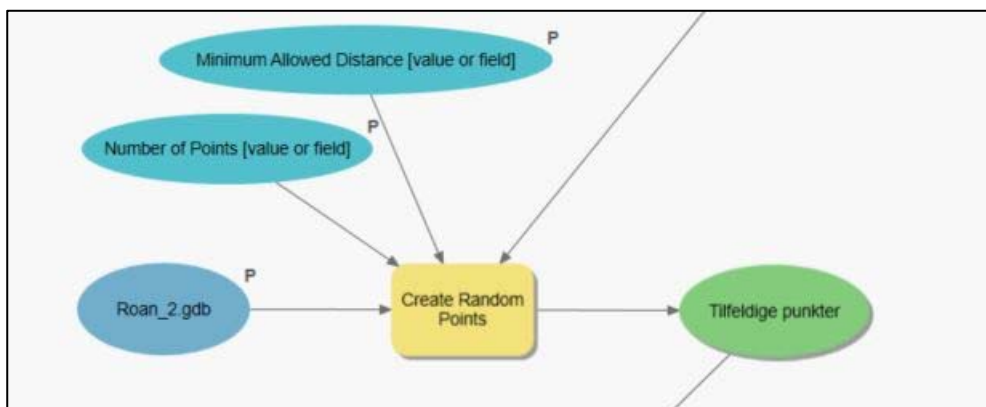 P
Minimum Allowed Distance [value or field]
P
Number of Points [value or field]
P
Roan_2.gdb
Create Random
Points
Tilfeldige punkter